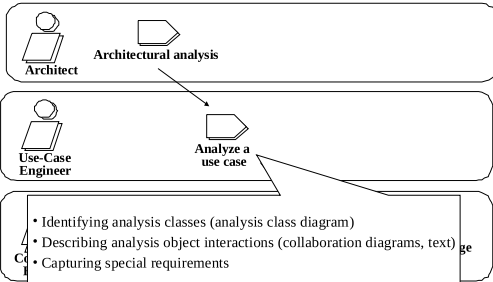 Architectural analysis
Architect
Analyze a
use case
Use-Case
Engineer
• Identifying analysis classes (analysis class diagram)
• Describing analysis object interactions (collaboration diagrams, text)
• Capturing special requirements